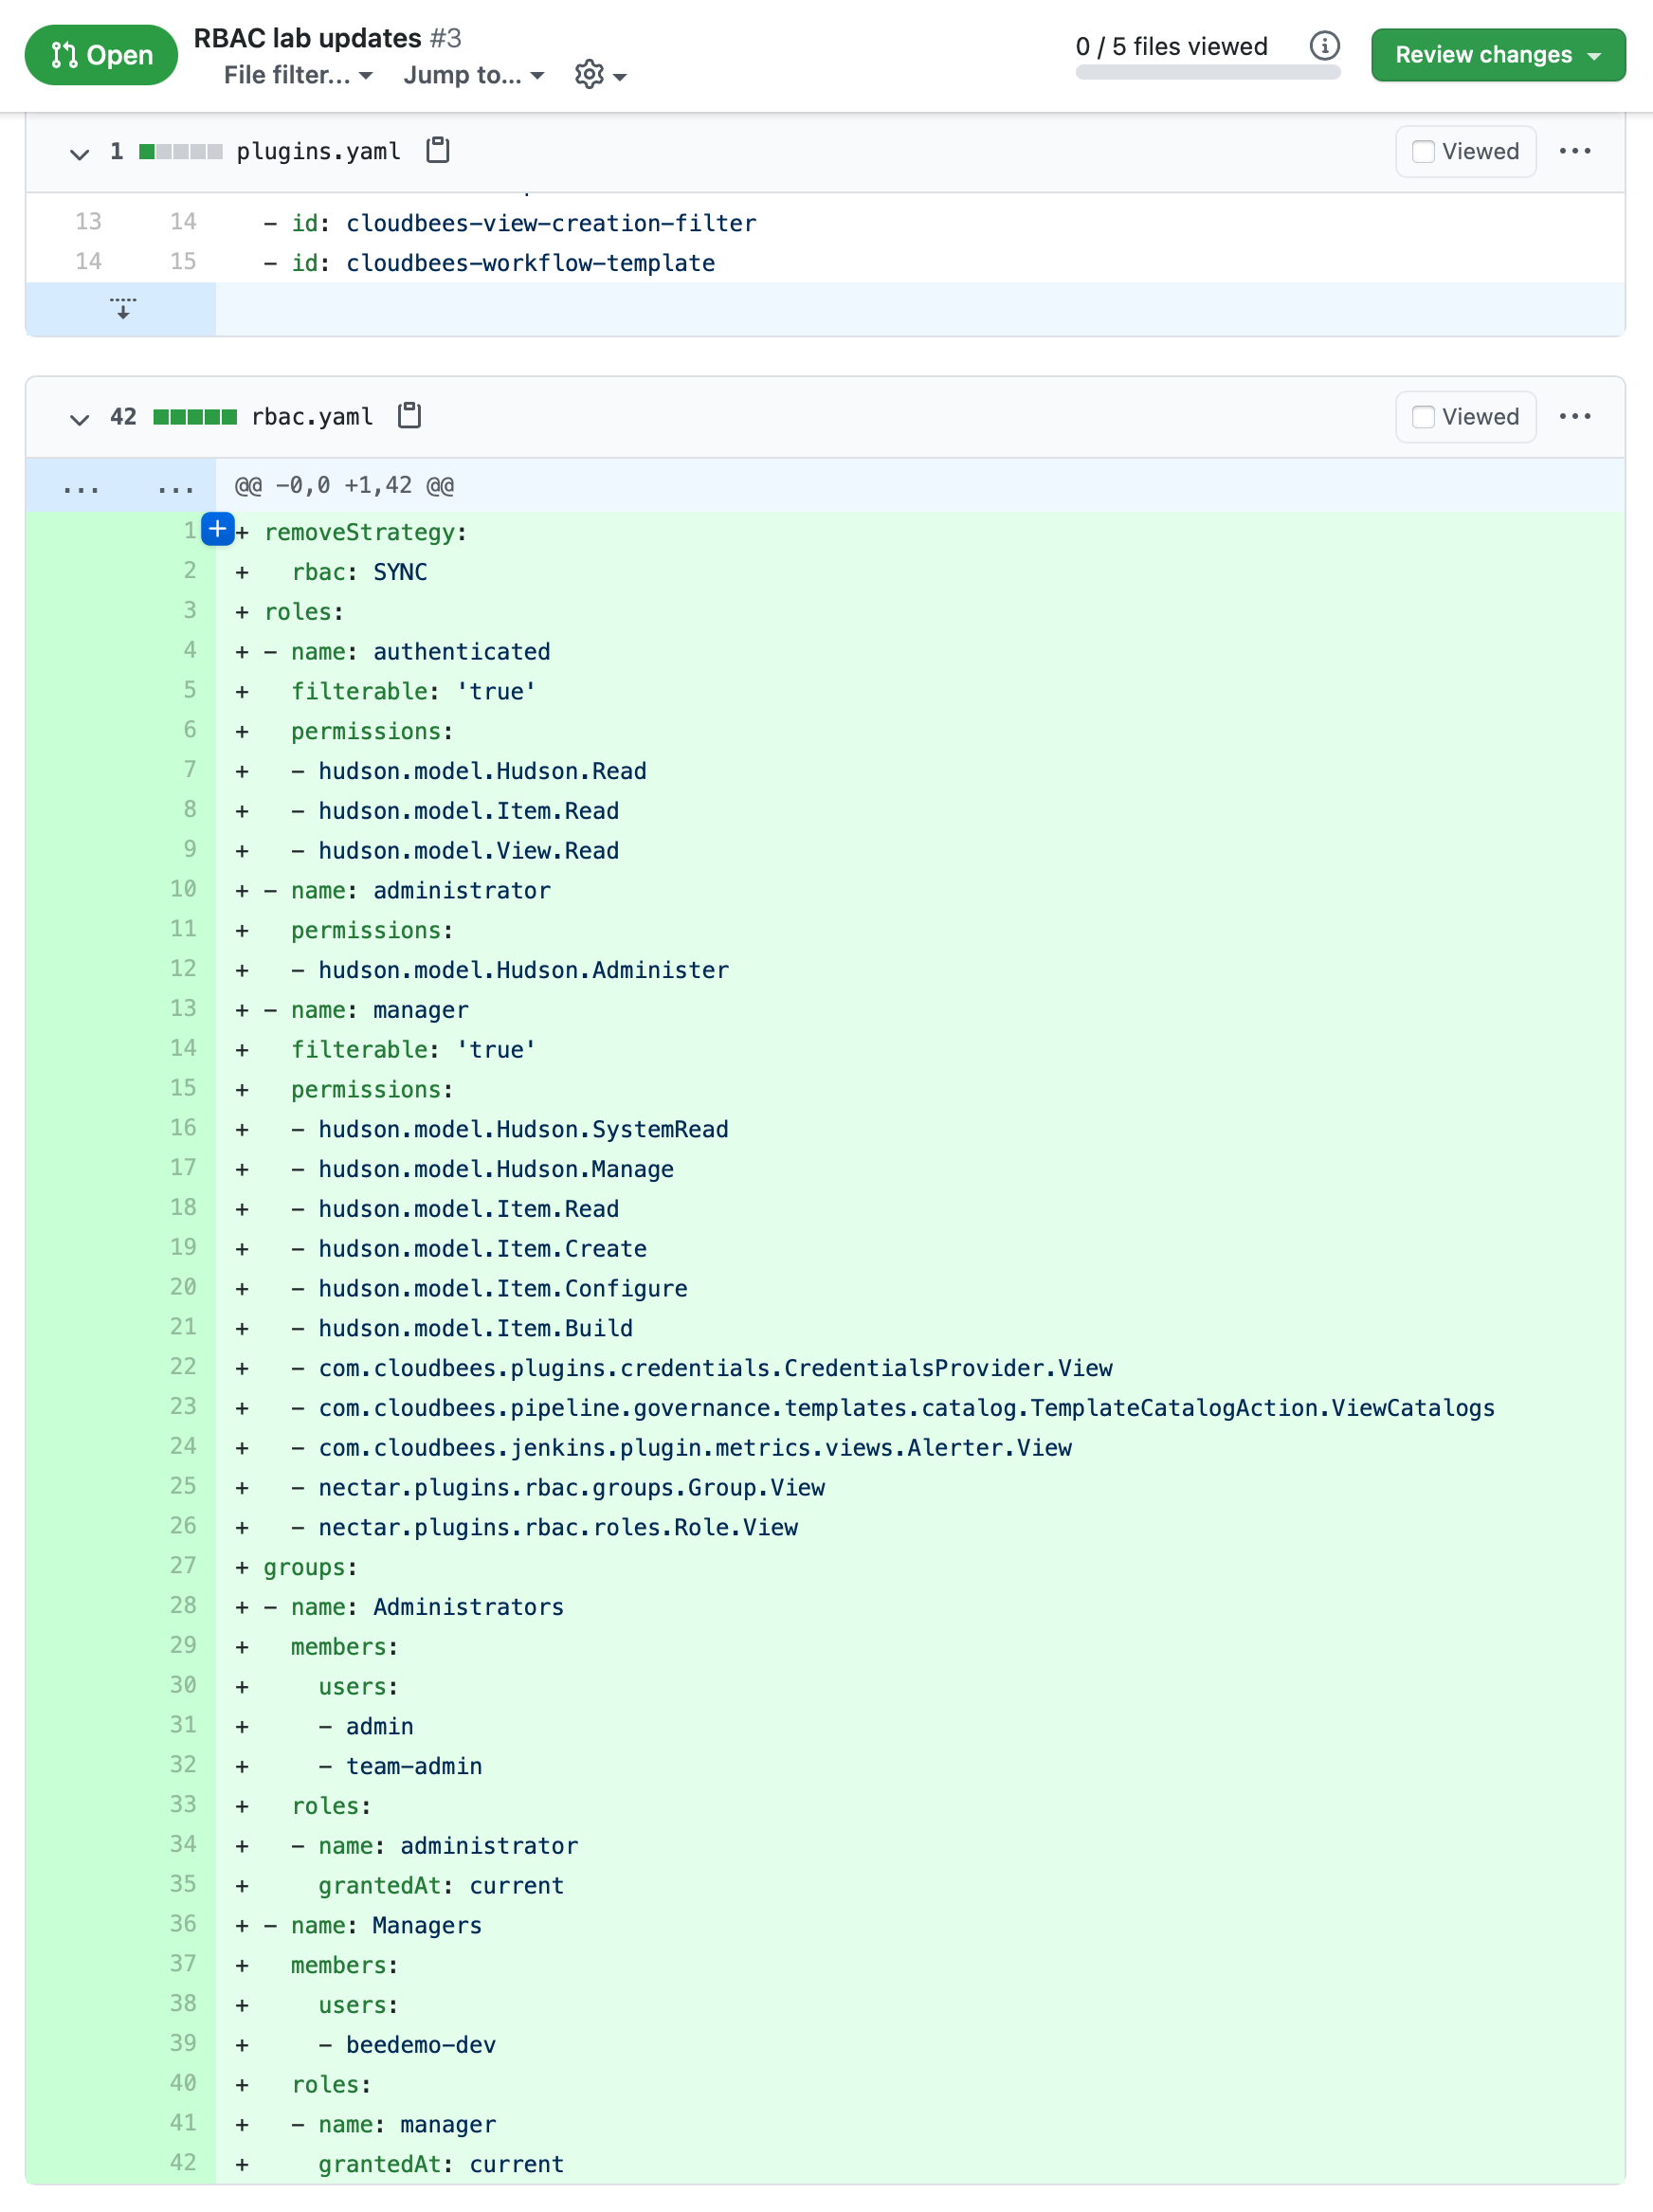 Open
RBAC lab updates #3
File filter... Jump to...
0 / 5 files viewed
Review changes
1 plugins.yaml
Viewed
13 14 - id: cloudbees-view-creation-filter
14 15 - id: cloudbees-workflow-template
42 rbac.yaml
Viewed
... ... @@ -0,0 +1,42 @@
1 + removeStrategy:
2 +   rbac: SYNC
3 + roles:
4 + - name: authenticated
5 +   filterable: 'true'
6 +   permissions:
7 +   - hudson.model.Hudson.Read
8 +   - hudson.model.Item.Read
9 +   - hudson.model.View.Read
10 + - name: administrator
11 +   permissions:
12 +   - hudson.model.Hudson.Administer
13 + - name: manager
14 +   filterable: 'true'
15 +   permissions:
16 +   - hudson.model.Hudson.SystemRead
17 +   - hudson.model.Hudson.Manage
18 +   - hudson.model.Item.Read
19 +   - hudson.model.Item.Create
20 +   - hudson.model.Item.Configure
21 +   - hudson.model.Item.Build
22 +   - com.cloudbees.plugins.credentials.CredentialsProvider.View
23 +   - com.cloudbees.pipeline.governance.templates.catalog.TemplateCatalogAction.ViewCatalogs
24 +   - com.cloudbees.jenkins.plugin.metrics.views.Alerter.View
25 +   - nectar.plugins.rbac.groups.Group.View
26 +   - nectar.plugins.rbac.roles.Role.View
27 + groups:
28 + - name: Administrators
29 +   members:
30 +     users:
31 +     - admin
32 +     - team-admin
33 +   roles:
34 +   - name: administrator
35 +     grantedAt: current
36 + - name: Managers
37 +   members:
38 +     users:
39 +     - beedemo-dev
40 +   roles:
41 +   - name: manager
42 +     grantedAt: current